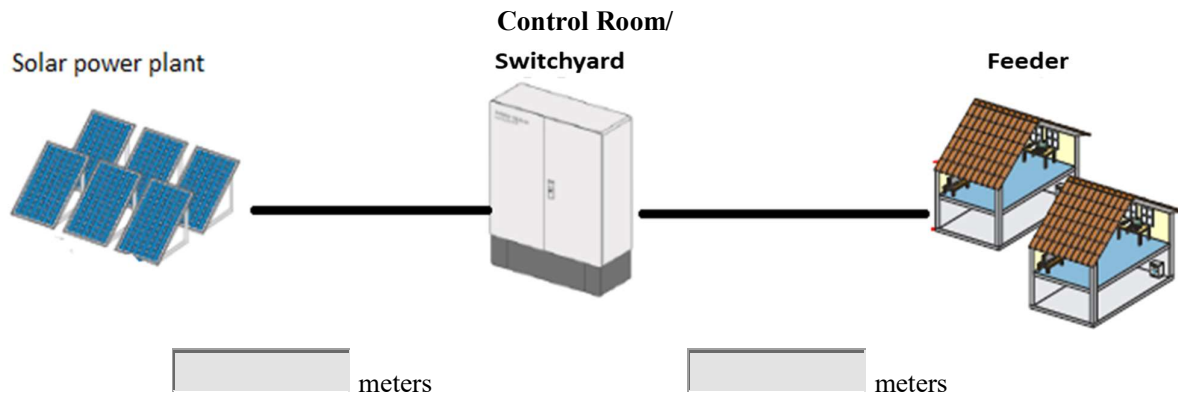 Control Room/
Solar power plant
Switchyard
Feeder
meters
meters